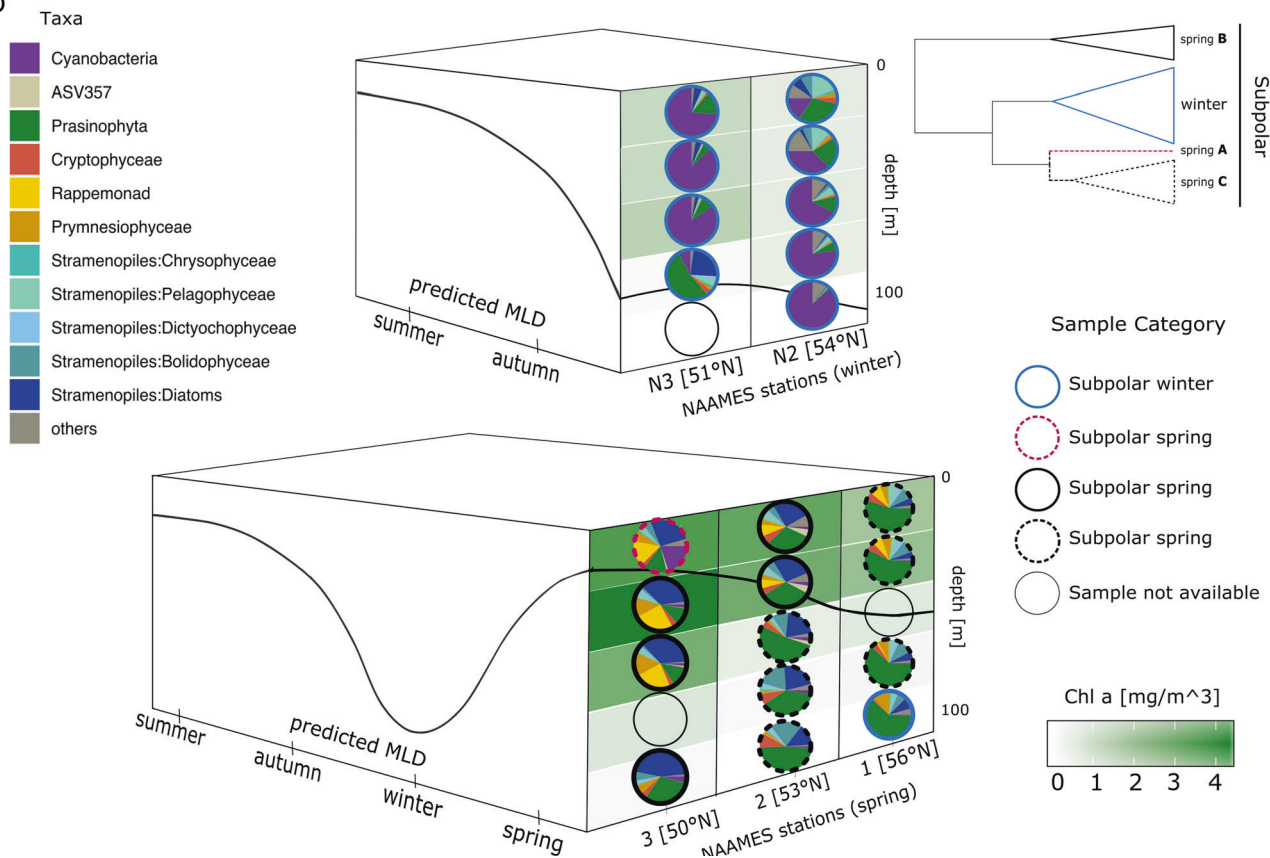 Taxa
Cyanobacteria
ASV357
Prasinophyta
Cryptophyceae
Rappemonad
Prymnesiophyceae
Stramenopiles:Chrysophyceae
Stramenopiles:Pelagophyceae
Stramenopiles:Dictyochophyceae
Stramenopiles:Bolidophyceae
Stramenopiles:Diatoms
others
0
depth [m]
100
predicted MLD
summer
autumn
N3 [51°N]
N2 [54°N]
NAAMES stations (winter)
spring B
winter
spring A
spring C
Subpolar
Sample Category
Subpolar winter
Subpolar spring
Subpolar spring
Subpolar spring
Sample not available
0
depth [m]
100
predicted MLD
summer
autumn
winter
spring
3 [50°N]
2 [53°N]
1 [56°N]
NAAMES stations (spring)
Chl a [mg/m^3]
0 1 2 3 4